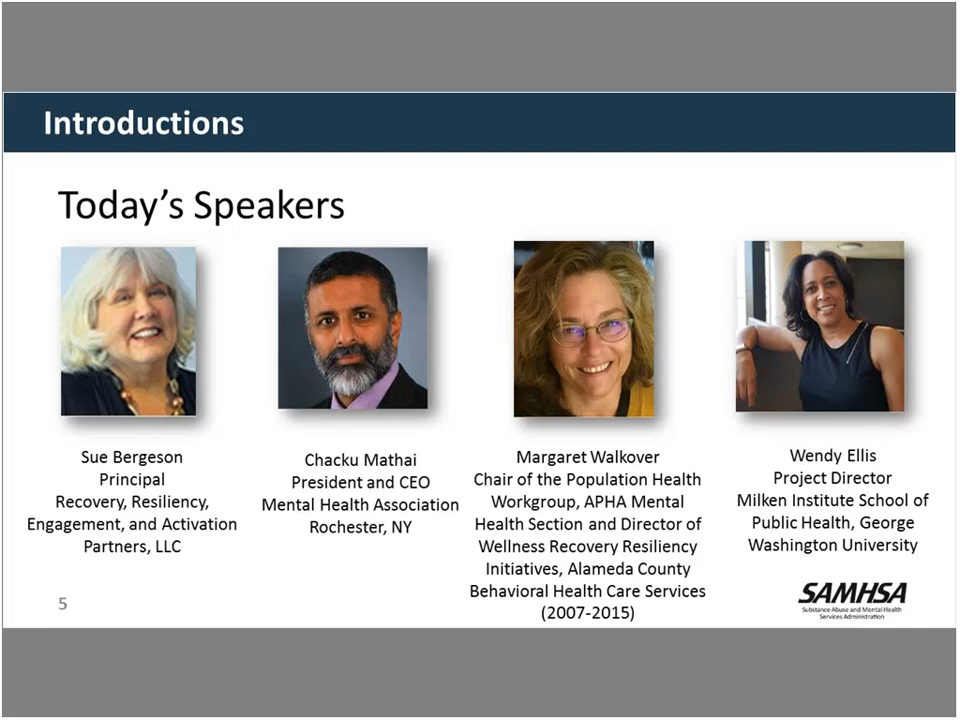 Introductions
Today's Speakers
Sue Bergeson
Principal
Recovery, Resiliency,
Engagement, and Activation
Partners, LLC
Chacku Mathai
President and CEO
Mental Health Association
Rochester, NY
Margaret Walkover
Chair of the Population Health
Workgroup, APHA Mental
Health Section and Director of
Wellness Recovery Resiliency
Initiatives, Alameda County
Behavioral Health Care Services
(2007-2015)
Wendy Ellis
Project Director
Milken Institute School of
Public Health, George
Washington University
5
SAMHSA
Substance Abuse and Mental Health
Services Administration